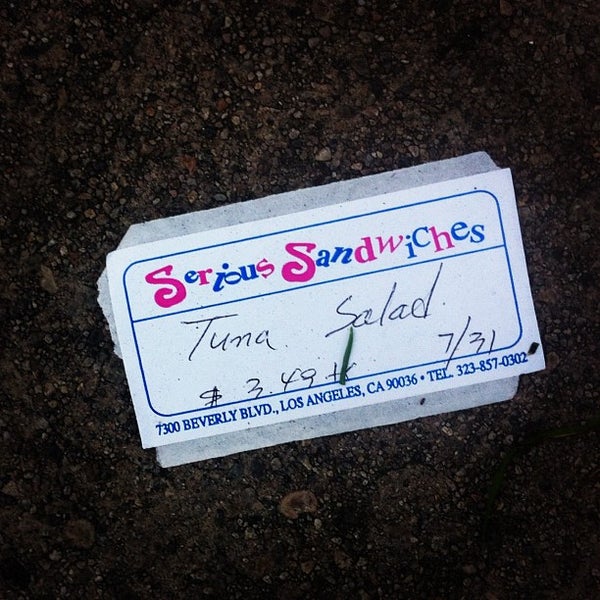 Serious Sandwiches
Tuna Salad.
7/31
$ 3.49 +x
7300 BEVERLY BLVD., LOS ANGELES, CA 90036 • TEL. 323-857-0302